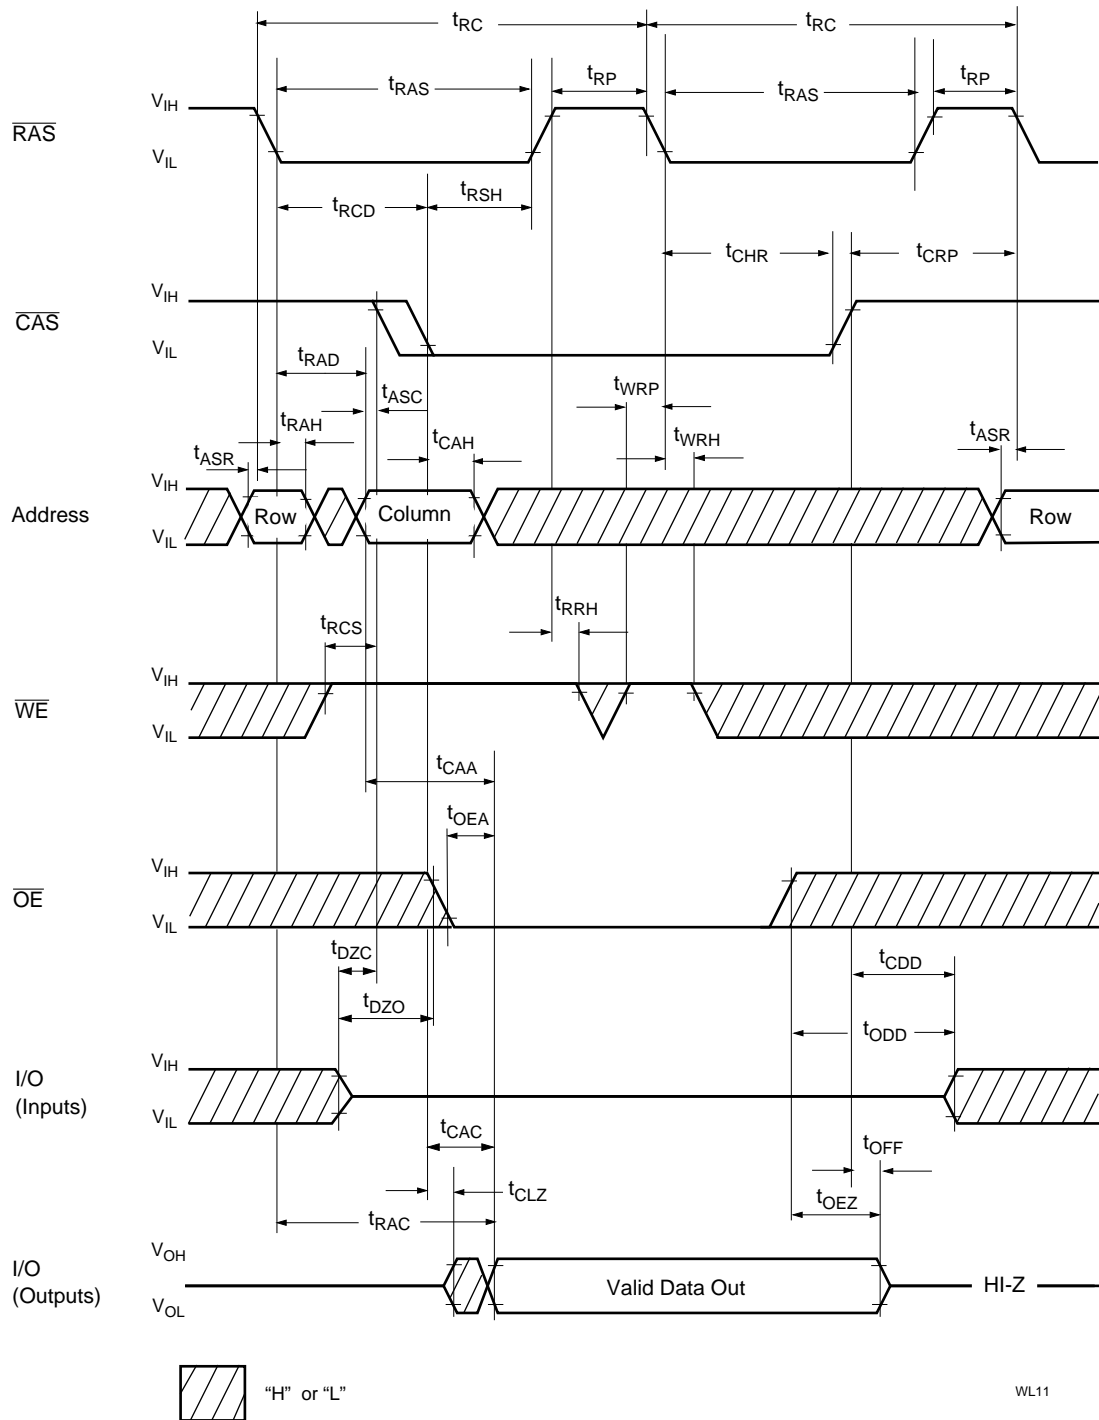 tRC tRC
tRAS tRP tRAS tRP
RAS VIH
VIL
tRCD tRSH
tCHR tCRP
CAS VIH
VIL
tRAD
tASC tWRP
tRAH tCAH tWRH
tASR tASR
Address VIH
Row Column Row
VIL
tRCS tRRH
WE VIH
VIL
tCAA
tOEA
OE VIH
VIL
tDZC tCDD
tDZO tODD
I/O
(Inputs)
VIH
VIL
tCAC tOFF
tCLZ tOEZ
tRAC
I/O
(Outputs)
VOH
Valid Data Out HI-Z
VOL
“H” or “L”
WL11